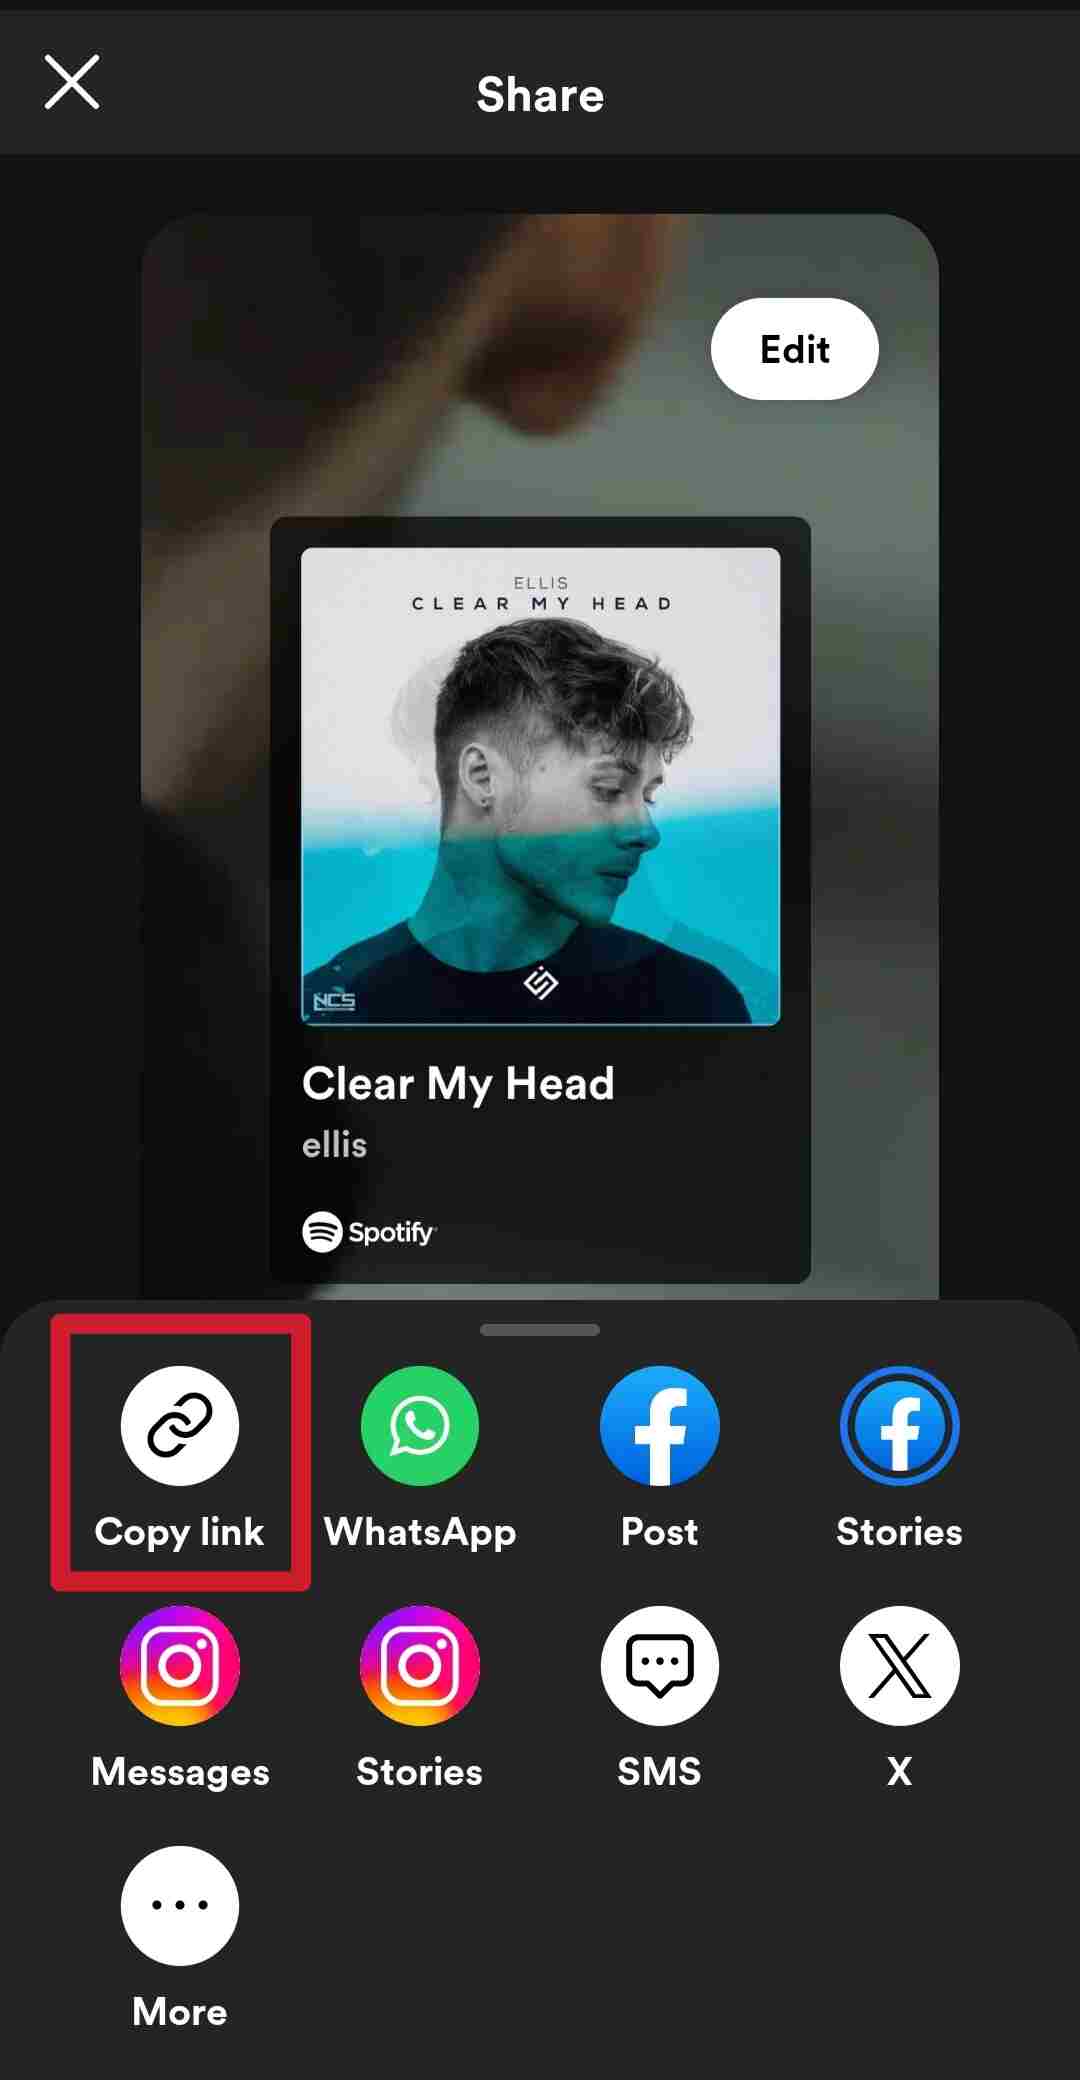 Share
Edit
ELLIS
CLEAR MY HEAD
NCS
Clear My Head
ellis
Spotify
Copy link
WhatsApp
Post
Stories
Messages
Stories
SMS
X
More